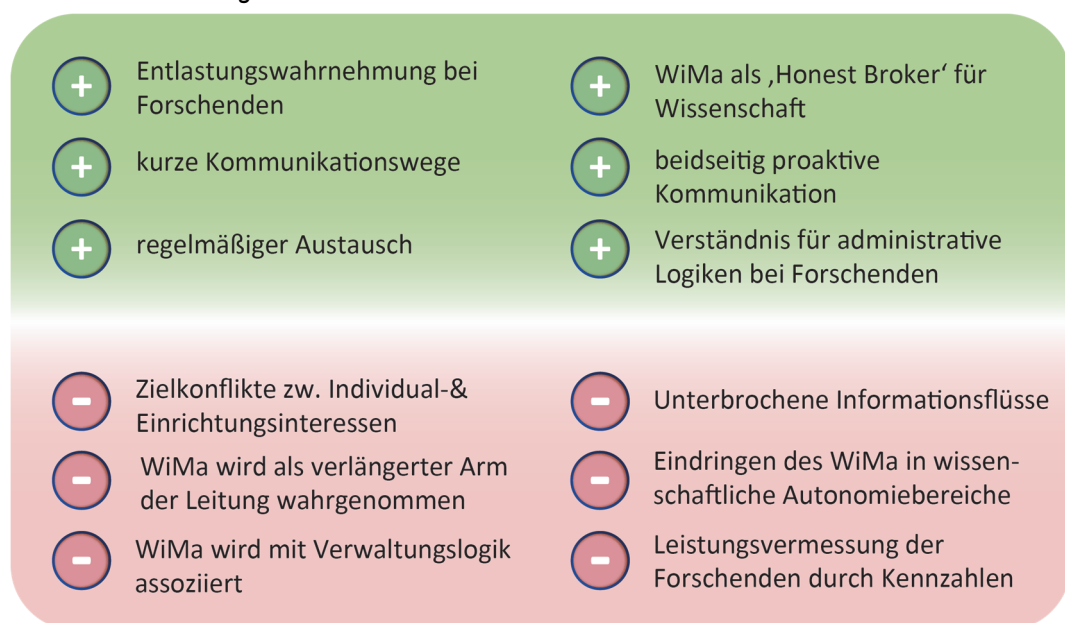 Entlastungswahrnehmung bei
Forschenden
kurze Kommunikationswege
regelmäßiger Austausch
WiMa als ‚Honest Broker‘ für
Wissenschaft
beidseitig proaktive
Kommunikation
Verständnis für administrative
Logiken bei Forschenden
Zielkonflikte zw. Individual-&
Einrichtungsinteressen
WiMa wird als verlängerter Arm
der Leitung wahrgenommen
WiMa wird mit Verwaltungslogik
assoziiert
Unterbrochene Informationsflüsse
Eindringen des WiMa in wissen-
schaftliche Autonomiebereiche
Leistungsvermessung der
Forschenden durch Kennzahlen